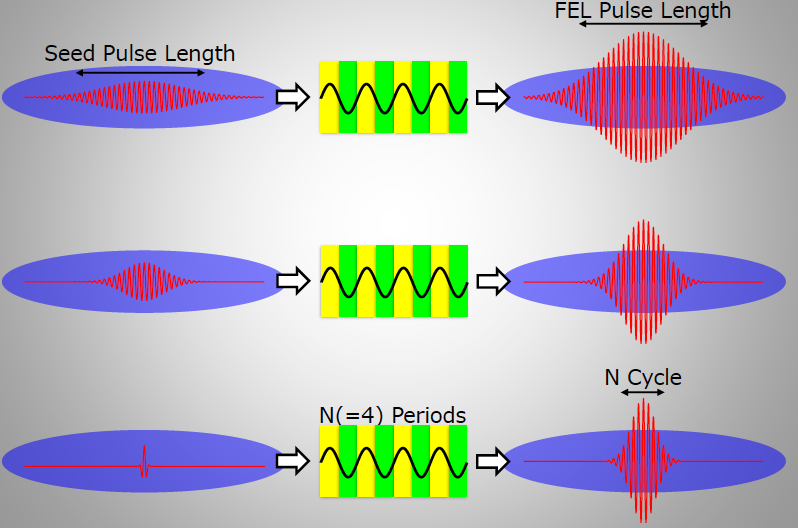 FEL Pulse Length
Seed Pulse Length
N Cycle
N(=4) Periods